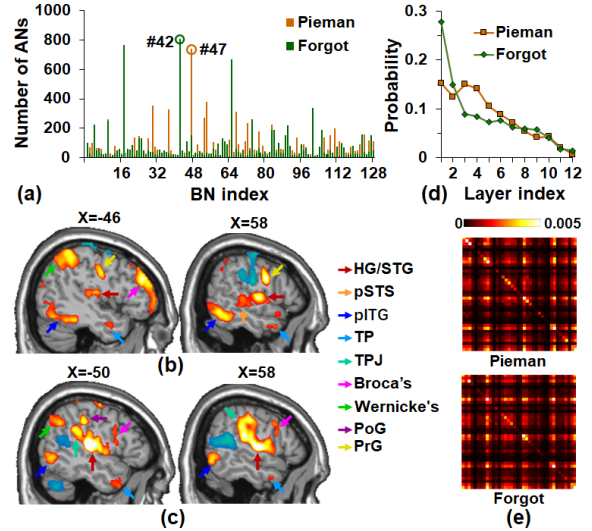 Number of ANs
1000
800
600
400
200
0
#42
#47
Pieman
Forgot
16 32 48 64 80 96 112 128
BN index
(a)
Probability
0.3
0.2
0.1
0
Pieman
Forgot
2 4 6 8 10 12
Layer index
(d)
X=-46
X=58
(b)
X=-50
X=58
(c)
HG/STG
pSTS
pITG
TP
TPJ
Broca's
Wernicke's
PoG
PrG
0 0.005
Pieman
Forgot
(e)